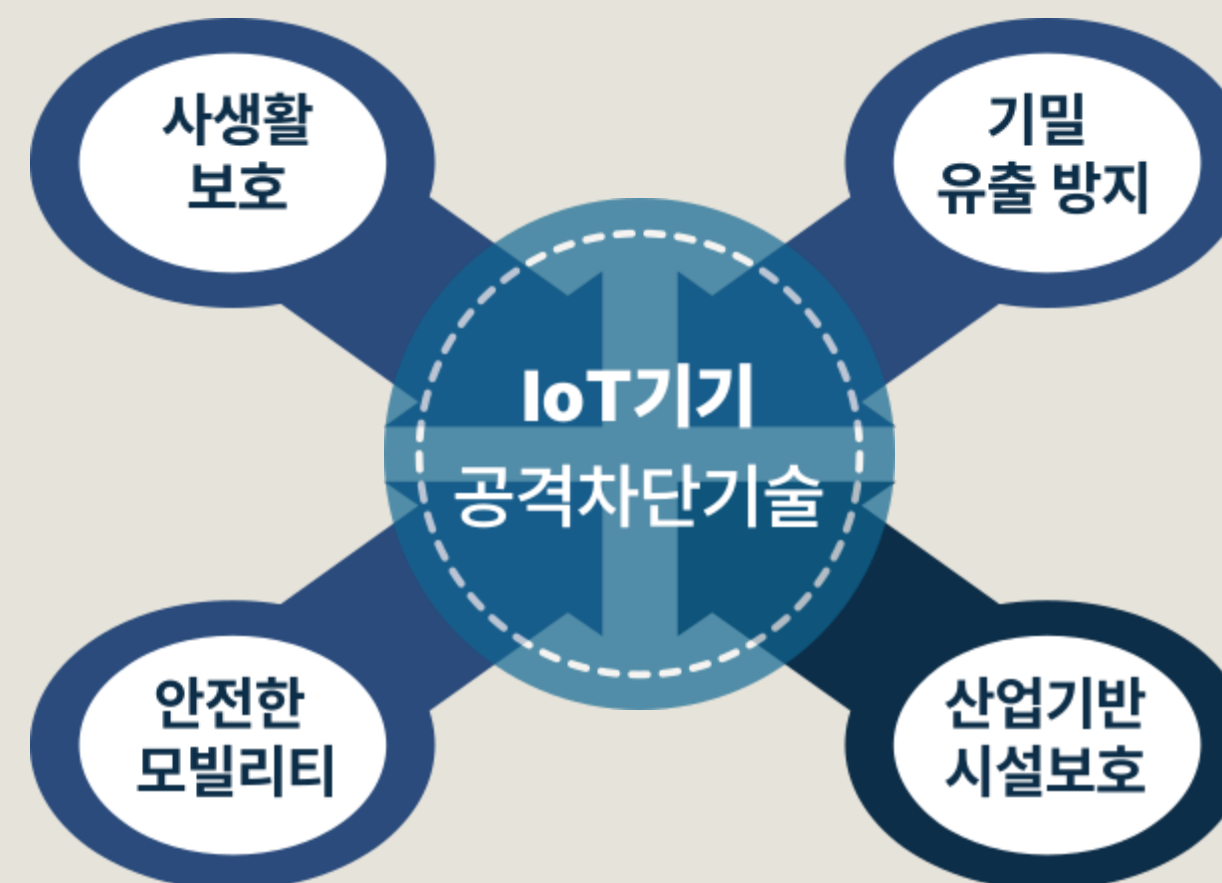 사생활
보호
기밀
유출 방지
IoT기기
공격차단기술
안전한
모빌리티
산업기반
시설보호